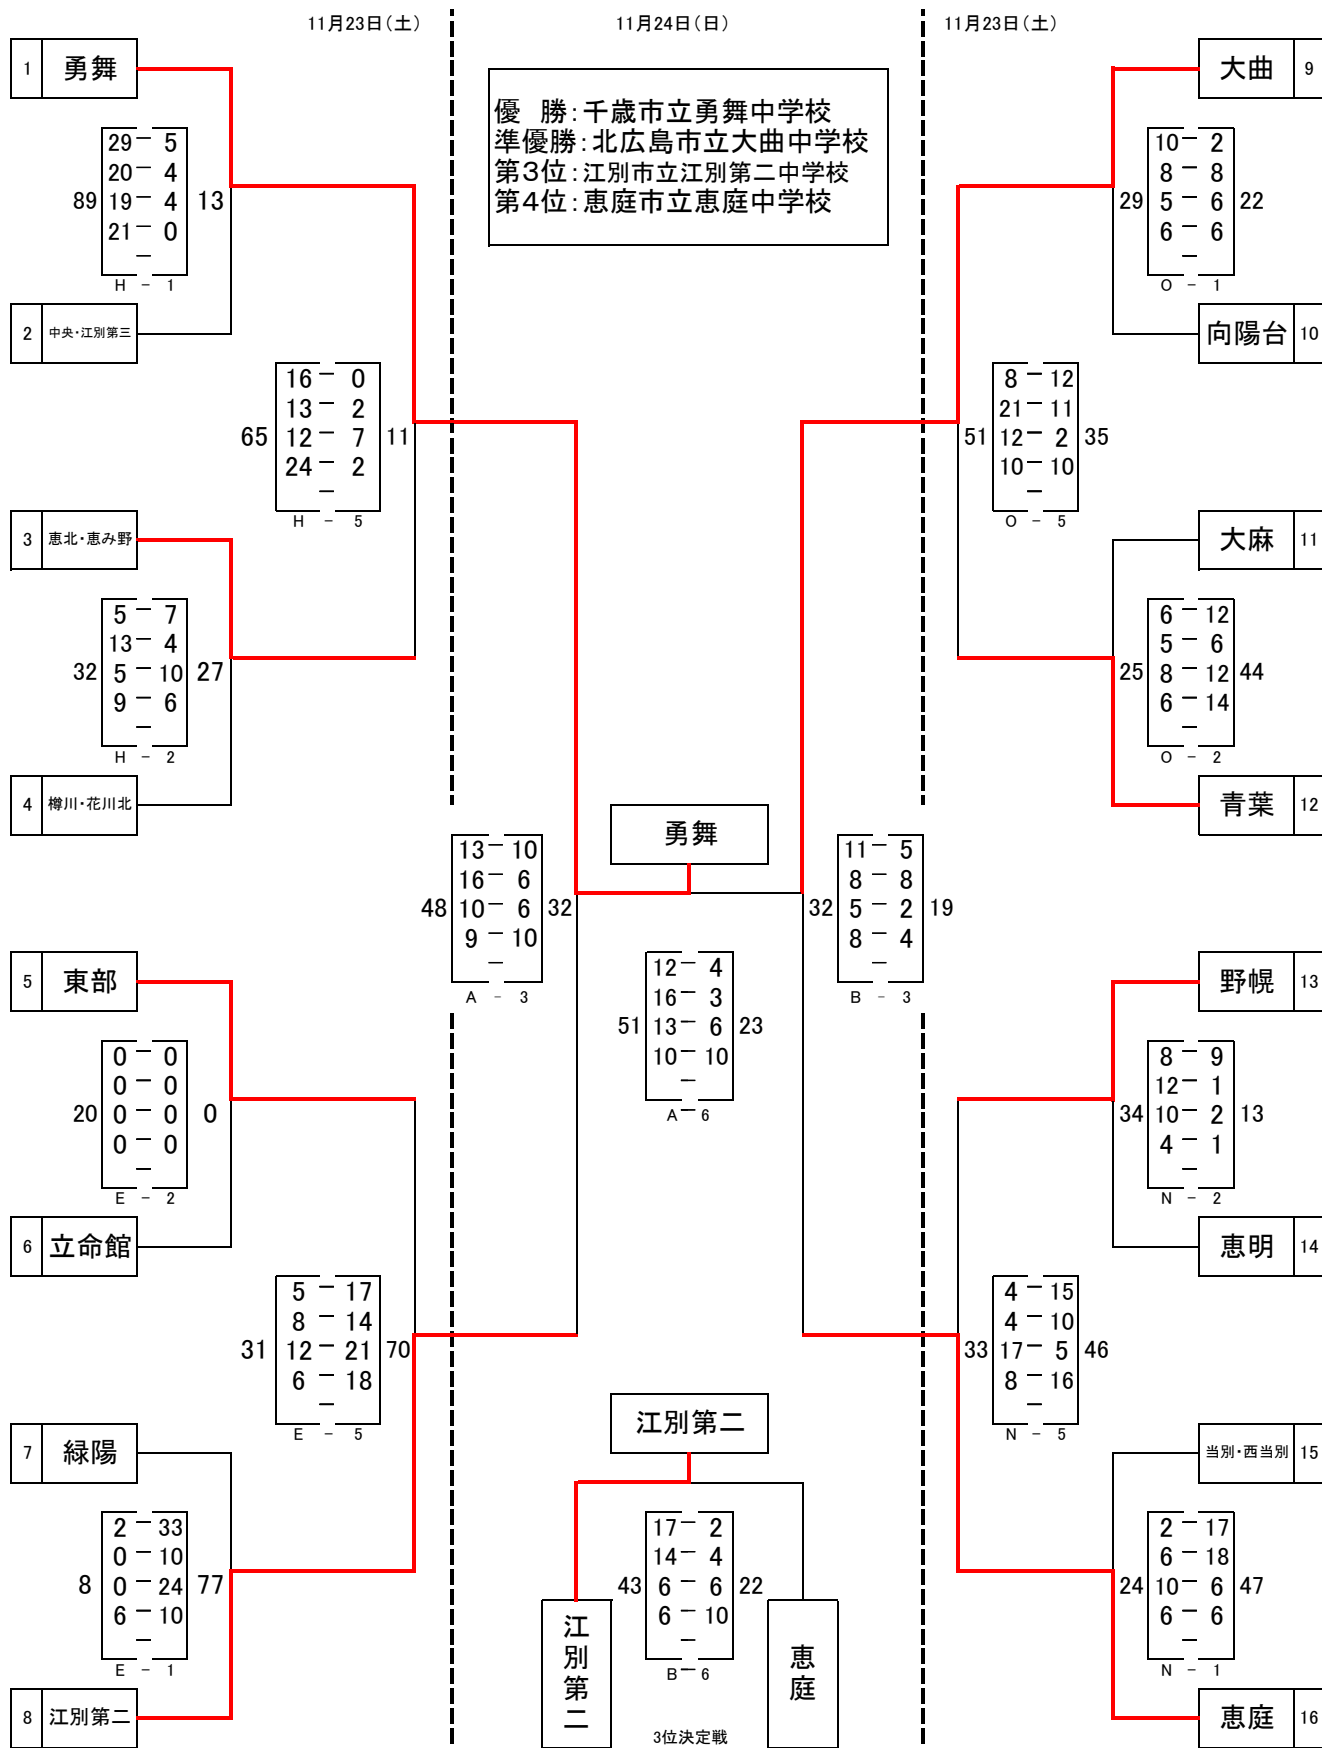 11月23日(土)
11月24日(日)
11月23日(土)
優　勝:千歳市立勇舞中学校
準優勝:北広島市立大曲中学校
第3位:江別市立江別第二中学校
第4位:恵庭市立恵庭中学校
1 勇舞
29 - 5
20 - 4
89 19 - 4 13
21 - 0
-
H - 1
2 中央・江別第三
16 - 0
13 - 2
65 12 - 7 11
24 - 2
-
H - 5
3 恵北・恵み野
5 - 7
13 - 4
32 5 - 10 27
9 - 6
-
H - 2
4 樽川・花川北
13 - 10
16 - 6
48 10 - 6 32
9 - 10
-
A - 3
5 東部
0 - 0
0 - 0
20 0 - 0 0
0 - 0
-
E - 2
6 立命館
5 - 17
8 - 14
31 12 - 21 70
6 - 18
-
E - 5
7 緑陽
2 - 33
0 - 10
8 0 - 24 77
6 - 10
-
E - 1
8 江別第二
勇舞
12 - 4
16 - 3
51 13 - 6 23
10 - 10
-
A - 6
江別第二
17 - 2
14 - 4
43 6 - 6 22
6 - 10
-
B - 6
江別第二
恵庭
3位決定戦
大曲 9
10 - 2
8 - 8
29 5 - 6 22
6 - 6
-
O - 1
向陽台 10
8 - 12
21 - 11
51 12 - 2 35
10 - 10
-
O - 5
大麻 11
6 - 12
5 - 6
25 8 - 12 44
6 - 14
-
O - 2
青葉 12
11 - 5
8 - 8
32 5 - 2 19
8 - 4
-
B - 3
野幌 13
8 - 9
12 - 1
34 10 - 2 13
4 - 1
-
N - 2
恵明 14
4 - 15
4 - 10
33 17 - 5 46
8 - 16
-
N - 5
当別・西当別 15
2 - 17
6 - 18
24 10 - 6 47
6 - 6
-
N - 1
恵庭 16